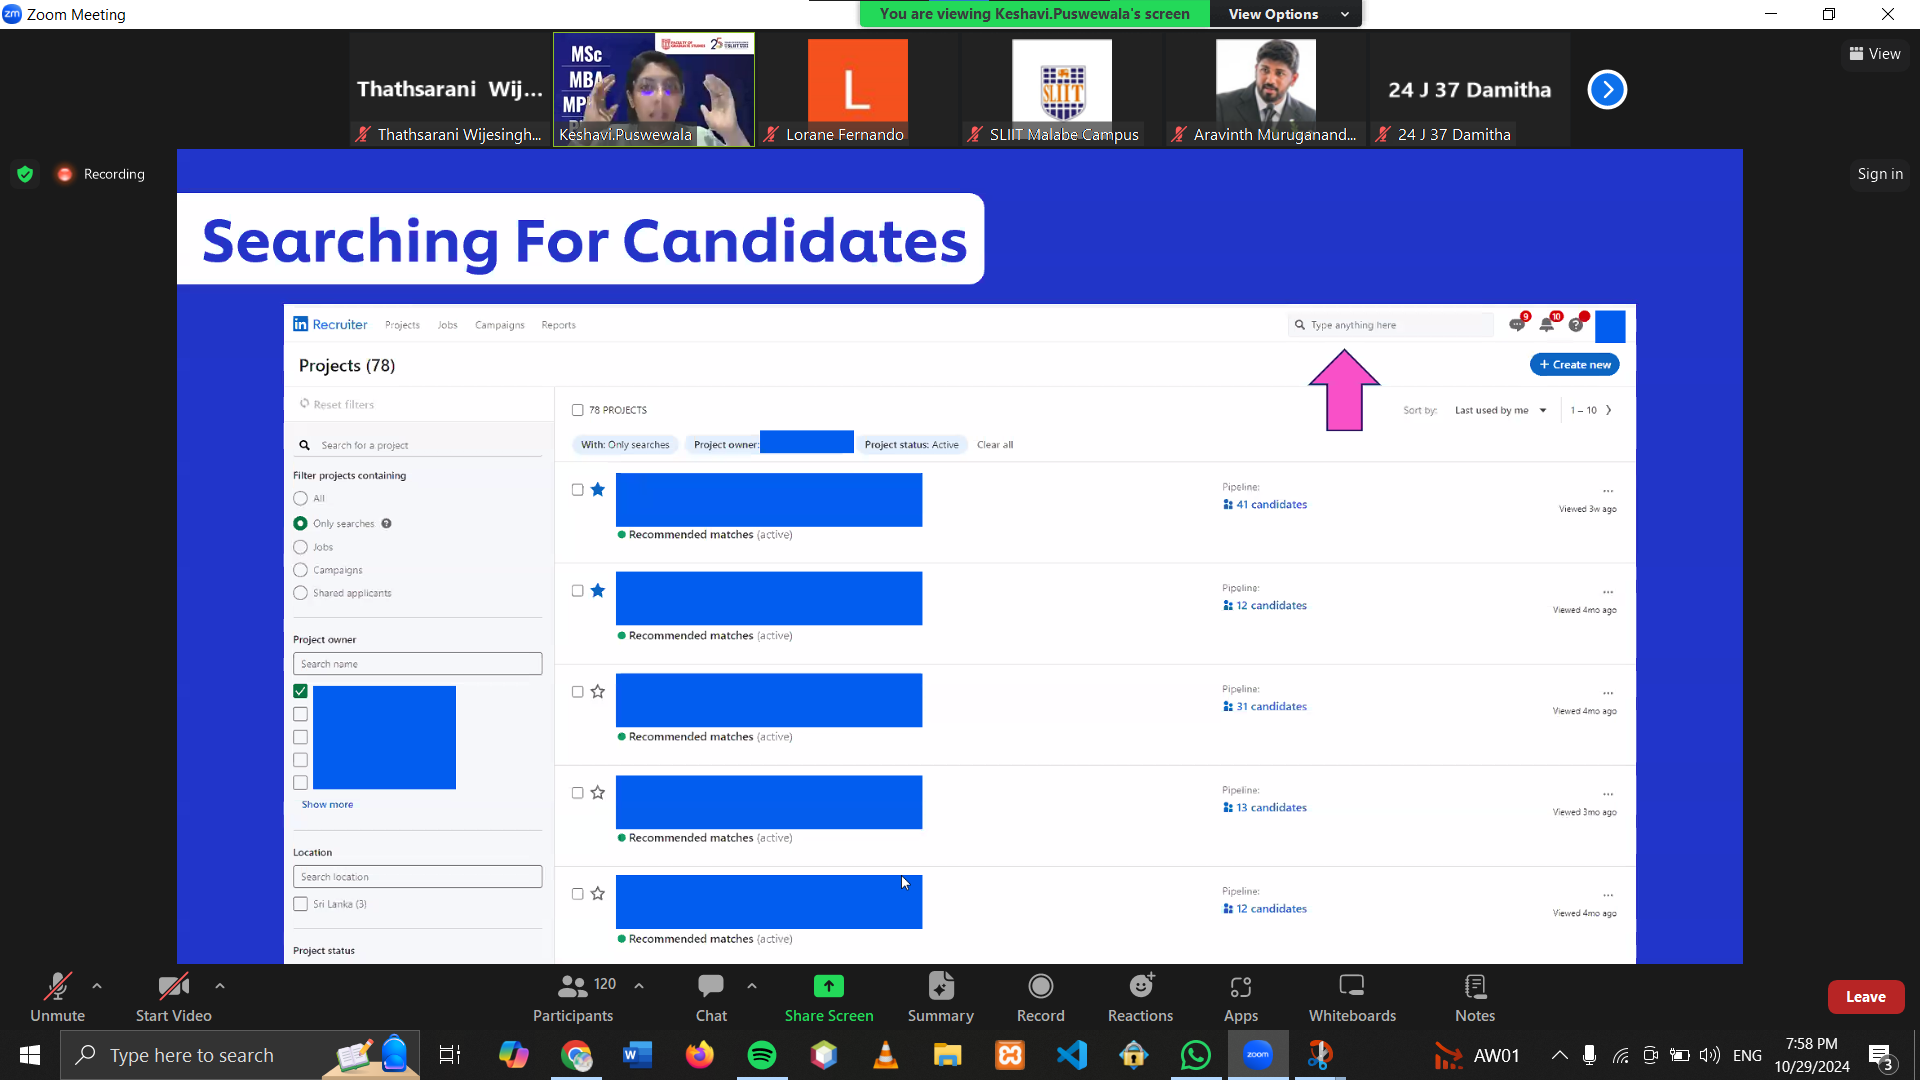 Zoom Meeting
You are viewing Keshavi.Puswewala's screen
View Options
View
Thathsarani Wij...
MSc
MBA
L
24 J 37 Damitha
SLIIT
Thathsarani Wijesingh...
Keshavi.Puswewala
Lorane Fernando
SLIIT Malabe Campus
Aravinth Muruganand...
24 J 37 Damitha
Recording
Sign in
Searching For Candidates
in Recruiter
Projects
Jobs
Campaigns
Reports
Type anything here
9
10
Projects (78)
+ Create new
Reset filters
78 PROJECTS
Sort by:
Last used by me
1 – 10
Search for a project
With: Only searches
Project owner:
Project status: Active
Clear all
Filter projects containing
All
Only searches
Jobs
Campaigns
Shared applicants
Project owner
Search name
Show more
Location
Search location
Sri Lanka (3)
Project status
Pipeline:
41 candidates
Viewed 3w ago
Recommended matches (active)
Pipeline:
12 candidates
Viewed 4mo ago
Recommended matches (active)
Pipeline:
31 candidates
Viewed 4mo ago
Recommended matches (active)
Pipeline:
13 candidates
Viewed 3mo ago
Recommended matches (active)
Pipeline:
12 candidates
Viewed 4mo ago
Recommended matches (active)
Unmute
Start Video
120
Participants
Chat
Share Screen
Summary
Record
Reactions
Apps
Whiteboards
Notes
Leave
Type here to search
zoom
AW01
ENG
7:58 PM
10/29/2024
3